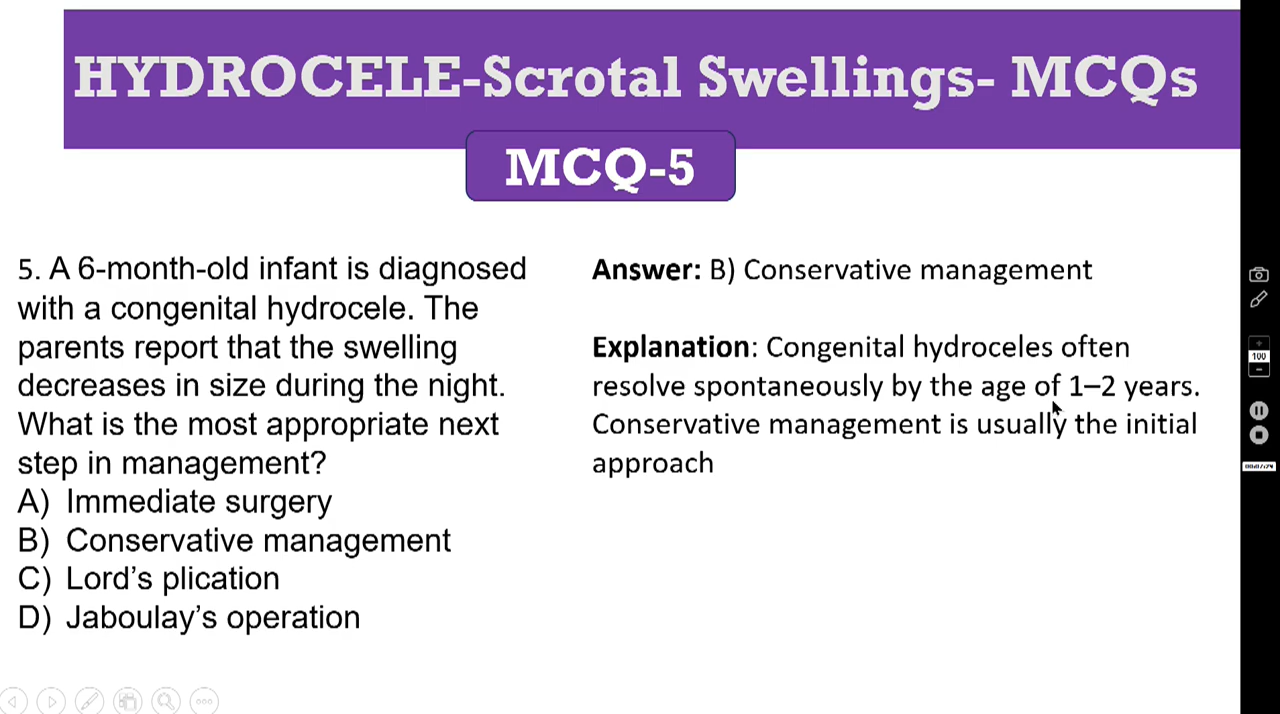 HYDROCELE-Scrotal Swellings- MCQs
MCQ-5
5. A 6-month-old infant is diagnosed
with a congenital hydrocele. The
parents report that the swelling
decreases in size during the night.
What is the most appropriate next
step in management?
A) Immediate surgery
B) Conservative management
C) Lord’s plication
D) Jaboulay’s operation
Answer: B) Conservative management
Explanation: Congenital hydroceles often
resolve spontaneously by the age of 1–2 years.
Conservative management is usually the initial
approach
100